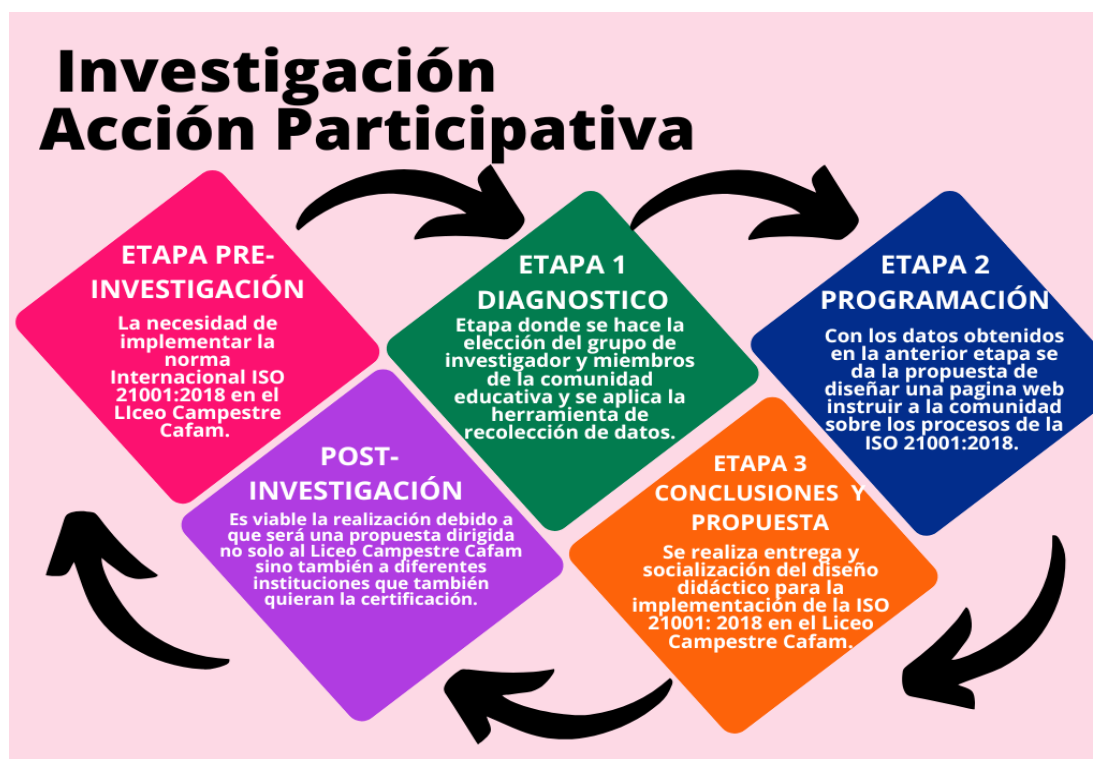 Investigación
Acción Participativa
ETAPA PRE-
INVESTIGACIÓN
La necesidad de
implementar la
norma
Internacional ISO
21001:2018 en el
LIceo Campestre
Cafam.
ETAPA 1
DIAGNOSTICO
Etapa donde se hace la
elección del grupo de
investigador y miembros
de la comunidad
educativa y se aplica la
herramienta de
recolección de datos.
ETAPA 2
PROGRAMACIÓN
Con los datos obtenidos
en la anterior etapa se
da la propuesta de
diseñar una pagina web
instruir a la comunidad
sobre los procesos de la
ISO 21001:2018.
ETAPA 3
CONCLUSIONES Y
PROPUESTA
Se realiza entrega y
socialización del diseño
didáctico para la
implementación de la ISO
21001: 2018 en el Liceo
Campestre Cafam.
POST-
INVESTIGACIÓN
Es viable la realización debido a
que será una propuesta dirigida
no solo al Liceo Campestre Cafam
sino también a diferentes
instituciones que también
quieran la certificación.